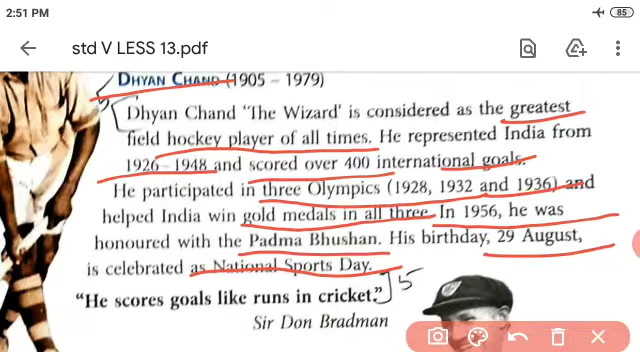 2:51 PM
85
std V LESS 13.pdf
DHYAN CHAND (1905 - 1979)
Dhyan Chand 'The Wizard' is considered as the greatest
field hockey player of all times. He represented India from
1926-1948 and scored over 400 international goals.
He participated in three Olympics (1928, 1932 and 1936) and
helped India win gold medals in all three. In 1956, he was
honoured with the Padma Bhushan. His birthday, 29 August,
is celebrated as National Sports Day.
"He scores goals like runs in cricket." 5
Sir Don Bradman